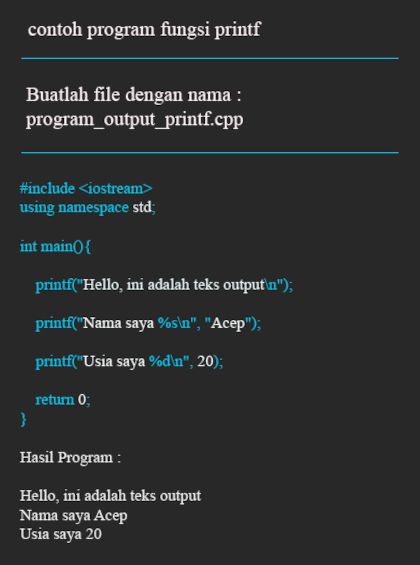 contoh program fungsi printf
Buatlah file dengan nama :
program_output_printf.cpp
#include <iostream>
using namespace std;
int main(){
printf("Hello, ini adalah teks output\n");
printf("Nama saya %s\n", "Acep");
printf("Usia saya %d\n", 20);
return 0;
}
Hasil Program :
Hello, ini adalah teks output
Nama saya Acep
Usia saya 20